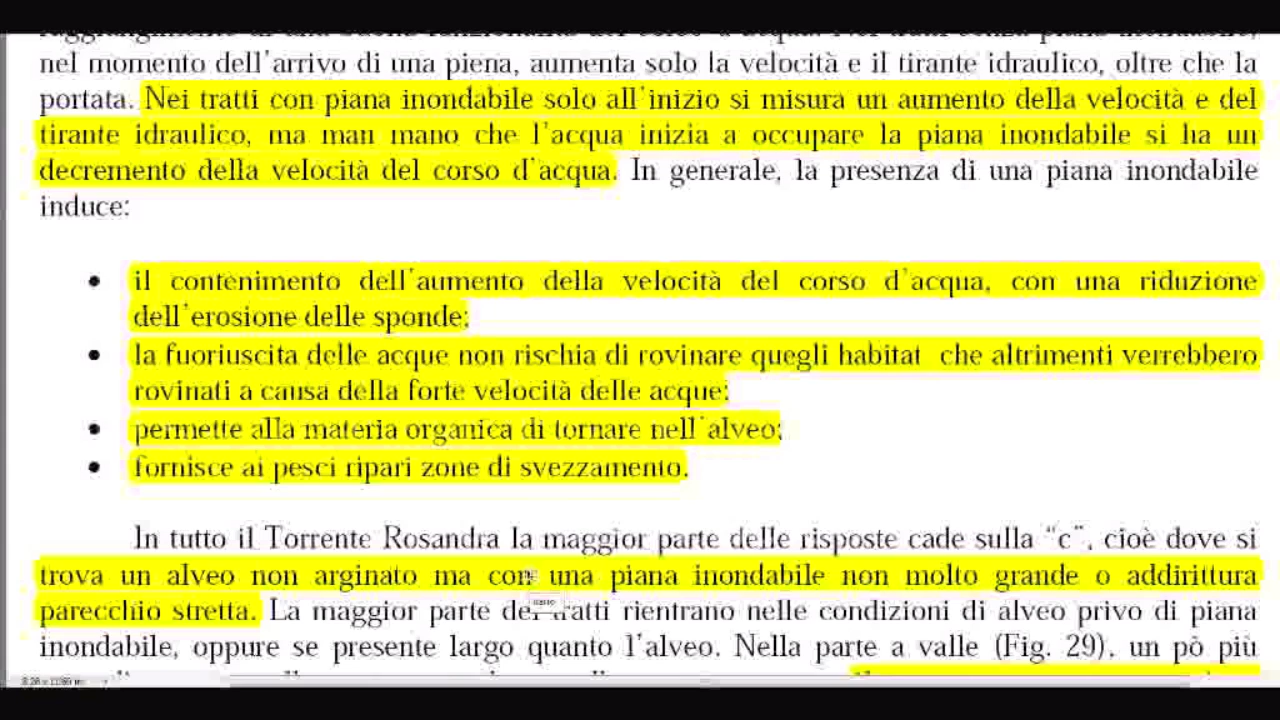 nel momento dell'arrivo di una piena, aumenta solo la velocità e il tirante idraulico, oltre che la
portata. Nei tratti con piana inondabile solo all'inizio si misura un aumento della velocità e del
tirante idraulico, ma man mano che l'acqua inizia a occupare la piana inondabile si ha un
decremento della velocità del corso d'acqua. In generale, la presenza di una piana inondabile
induce:
• il contenimento dell'aumento della velocità del corso d'acqua, con una riduzione
dell'erosione delle sponde;
• la fuoriuscita delle acque non rischia di rovinare quegli habitat che altrimenti verrebbero
rovinati a causa della forte velocità delle acque;
• permette alla materia organica di tornare nell'alveo;
• fornisce ai pesci ripari zone di svezzamento.
In tutto il Torrente Rosandra la maggior parte delle risposte cade sulla "c", cioè dove si
trova un alveo non arginato ma con una piana inondabile non molto grande o addirittura
parecchio stretta. La maggior parte dei tratti rientrano nelle condizioni di alveo privo di piana
inondabile, oppure se presente largo quanto l'alveo. Nella parte a valle (Fig. 29), un pò più